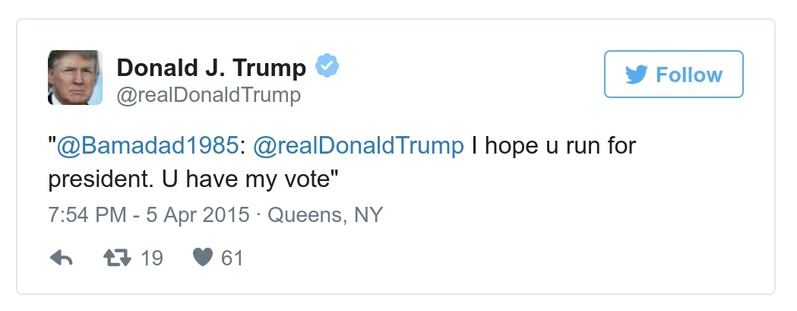 Donald J. Trump
@realDonaldTrump
Follow
"@Bamadad1985: @realDonaldTrump I hope u run for
president. U have my vote"
7:54 PM - 5 Apr 2015 · Queens, NY
19 61